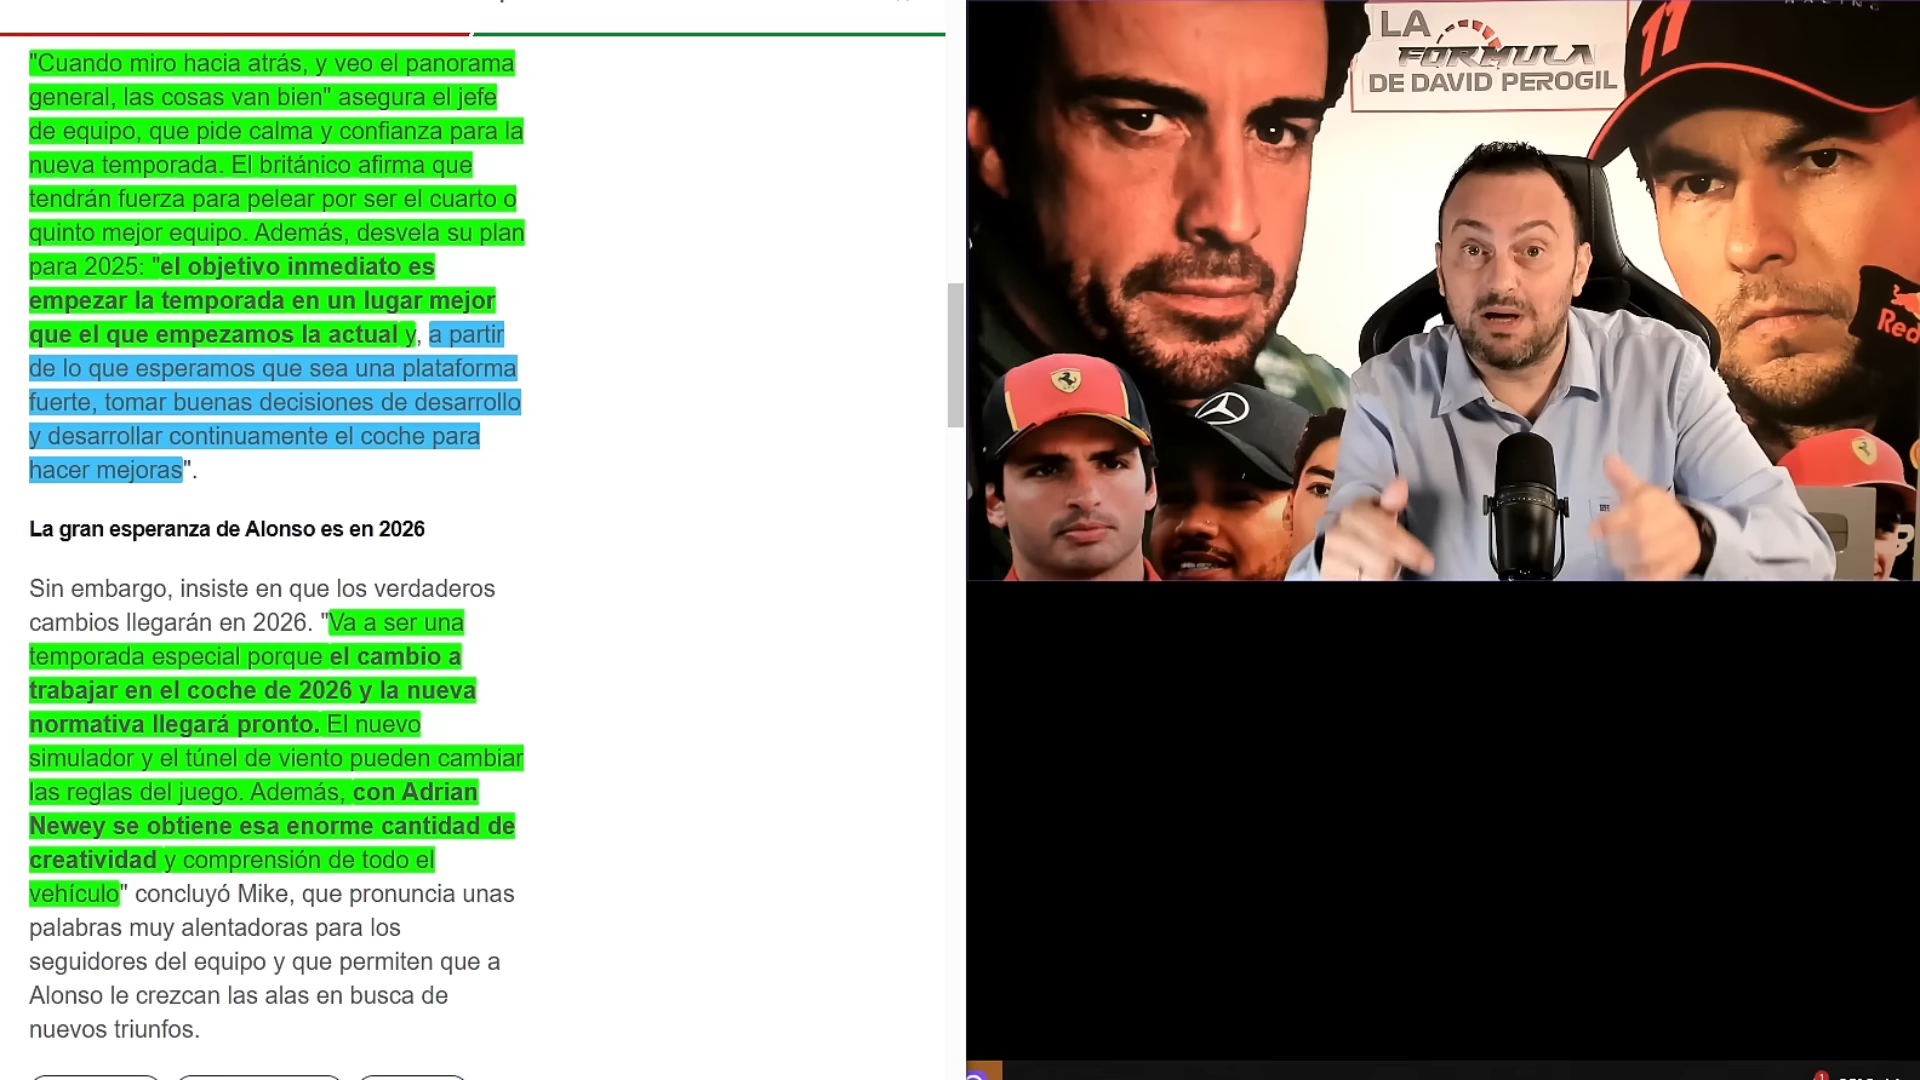 "Cuando miro hacia atrás, y veo el panorama
general, las cosas van bien" asegura el jefe
de equipo, que pide calma y confianza para la
nueva temporada. El británico afirma que
tendrán fuerza para pelear por ser el cuarto o
quinto mejor equipo. Además, desvela su plan
para 2025: "el objetivo inmediato es
empezar la temporada en un lugar mejor
que el que empezamos la actual y, a partir
de lo que esperamos que sea una plataforma
fuerte, tomar buenas decisiones de desarrollo
y desarrollar continuamente el coche para
hacer mejoras".
La gran esperanza de Alonso es en 2026
Sin embargo, insiste en que los verdaderos
cambios llegarán en 2026. "Va a ser una
temporada especial porque el cambio a
trabajar en el coche de 2026 y la nueva
normativa llegará pronto. El nuevo
simulador y el túnel de viento pueden cambiar
las reglas del juego. Además, con Adrian
Newey se obtiene esa enorme cantidad de
creatividad y comprensión de todo el
vehículo" concluyó Mike, que pronuncia unas
palabras muy alentadoras para los
seguidores del equipo y que permiten que a
Alonso le crezcan las alas en busca de
nuevos triunfos.
LA
FÓRMULA
DE DAVID PEROGIL
11
Red